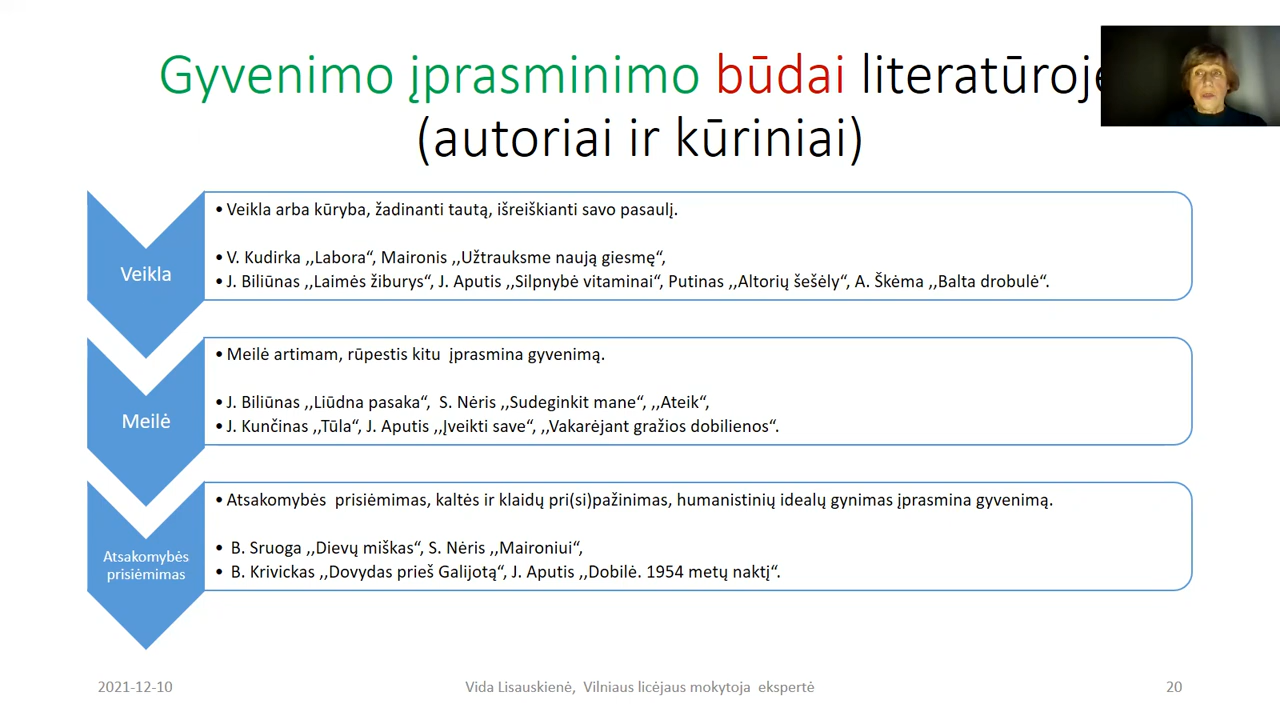 Gyvenimo įprasminimo būdai literatūroje
(autoriai ir kūriniai)
Veikla
• Veikla arba kūryba, žadinanti tautą, išreiškianti savo pasaulį.
• V. Kudirka ,,Labora“, Maironis ,,Užtrauksme naują giesmę“,
• J. Biliūnas ,,Laimės žiburys“, J. Aputis ,,Silpnybė vitaminai“, Putinas ,,Altorių šešėly“, A. Škėma ,,Balta drobulė“.
Meilė
• Meilė artimam, rūpestis kitu įprasmina gyvenimą.
• J. Biliūnas ,,Liūdna pasaka“, S. Nėris ,,Sudeginkit mane“, ,,Ateik“,
• J. Kunčinas ,,Tūla“, J. Aputis ,,Įveikti save“, ,,Vakarėjant gražios dobilienos“.
Atsakomybės
prisiėmimas
• Atsakomybės prisiėmimas, kaltės ir klaidų pri(si)pažinimas, humanistinių idealų gynimas įprasmina gyvenimą.
• B. Sruoga ,,Dievų miškas“, S. Nėris ,,Maironiui“,
• B. Krivickas ,,Dovydas prieš Galijotą“, J. Aputis ,,Dobilė. 1954 metų naktį“.
2021-12-10
Vida Lisauskienė, Vilniaus licėjaus mokytoja ekspertė
20